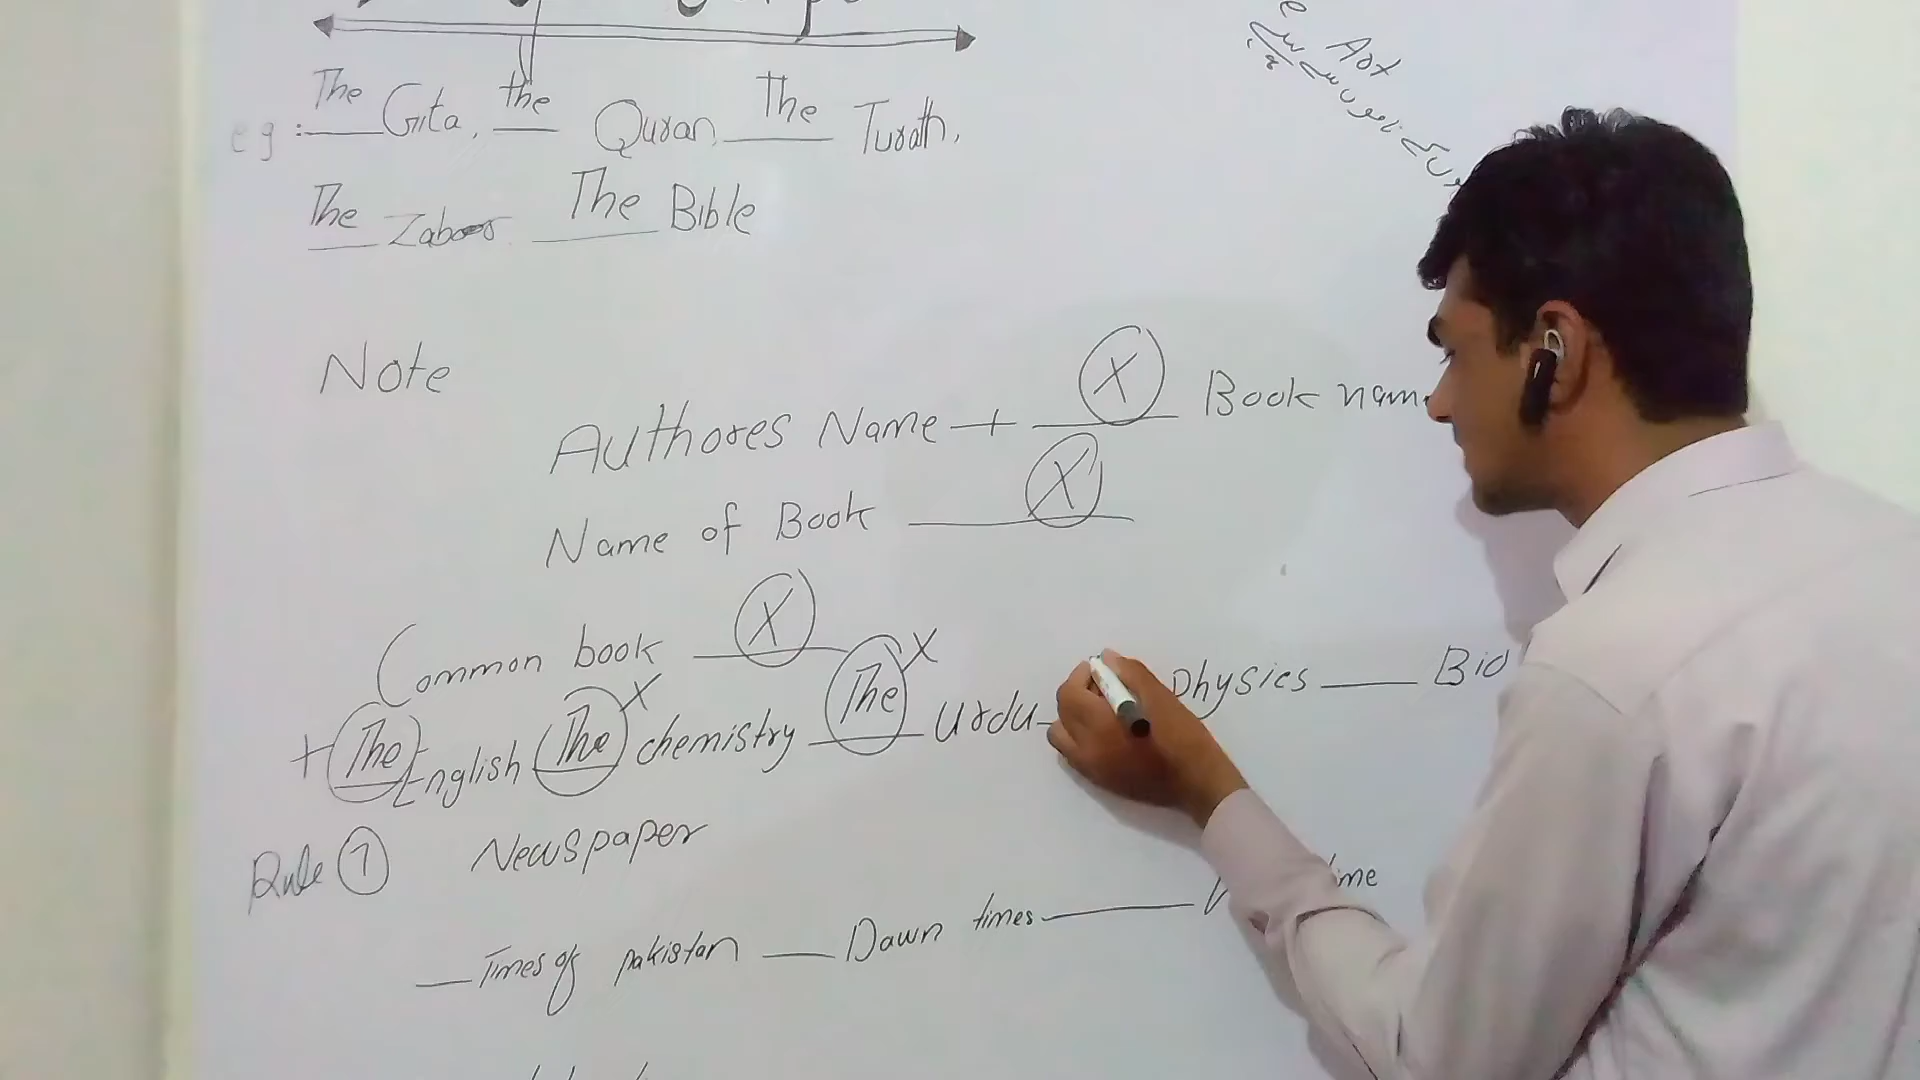 The Gita, the Quran, The Turath,
eg :
The Zaboor The Bible
Art
Note
Authores Name + X Book name
Name of Book X
Common book X
+ The English The X chemistry The X Urdu physics Bio
Rule 7 Newspaper
Times of pakistan Dawn times